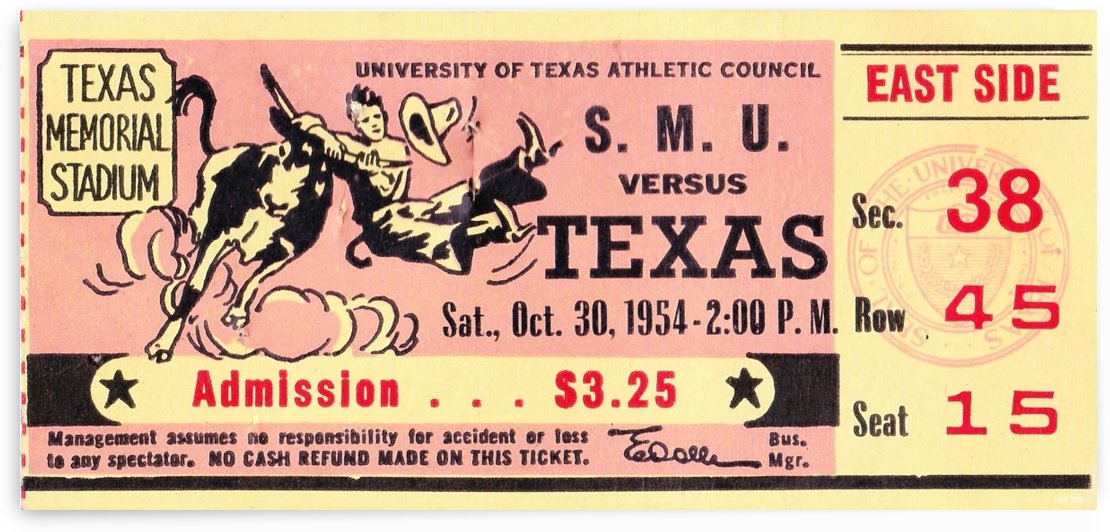 TEXAS
MEMORIAL
STADIUM
UNIVERSITY OF TEXAS ATHLETIC COUNCIL
S. M. U.
VERSUS
TEXAS
Sat., Oct. 30, 1954-2:00 P. M.
Admission . . . $3.25
Management assumes no responsibility for accident or loss
to any spectator. NO CASH REFUND MADE ON THIS TICKET.
Bus.
Mgr.
EAST SIDE
Sec. 38
Row 45
Seat 15